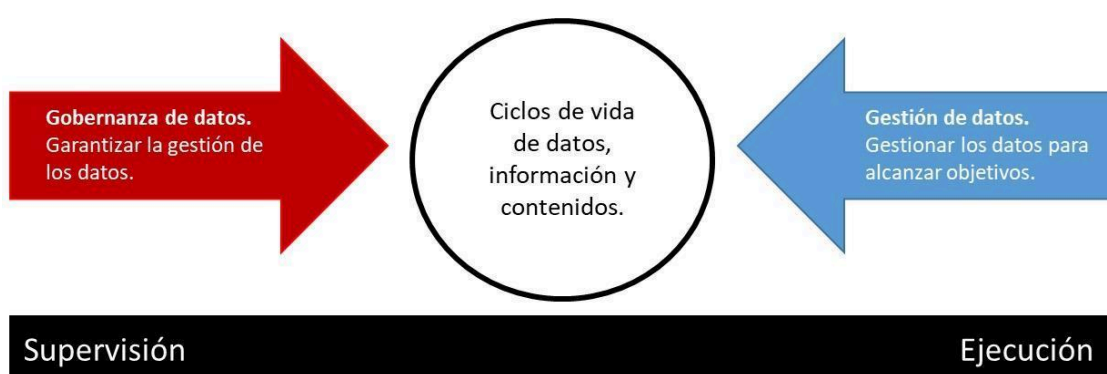 Gobernanza de datos.
Garantizar la gestión de
los datos.
Ciclos de vida
de datos,
información y
contenidos.
Gestión de datos.
Gestionar los datos para
alcanzar objetivos.
Supervisión
Ejecución